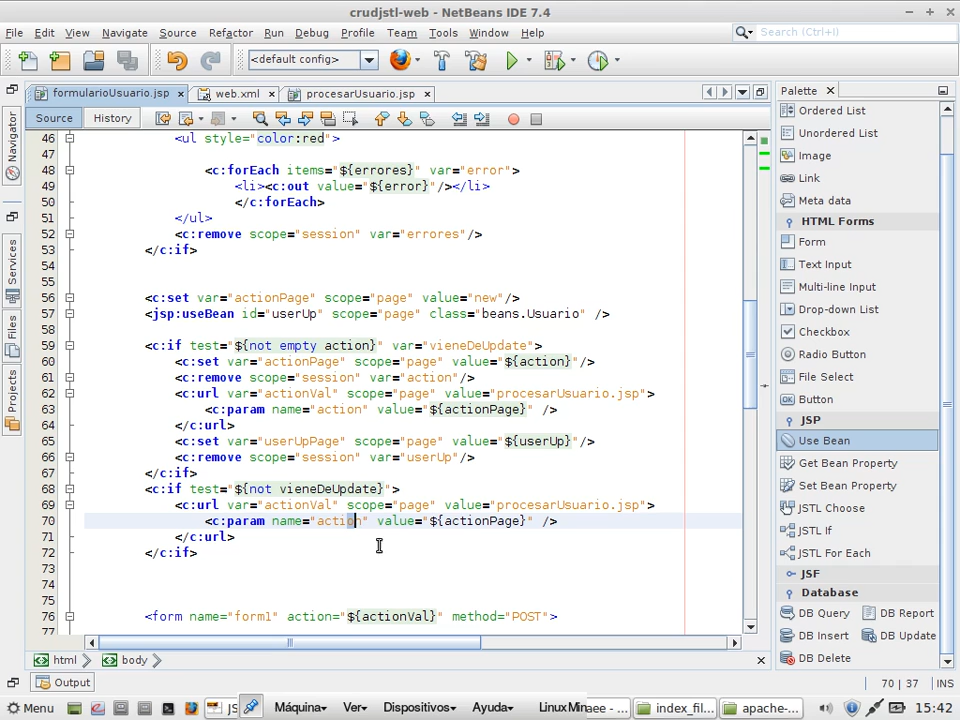 crudjstl-web - NetBeans IDE 7.4
File Edit View Navigate Source Refactor Run Debug Profile Team Tools Window Help
Search (Ctrl+I)
<default config>
formularioUsuario.jsp web.xml procesarUsuario.jsp
Palette
Source History
Navigator
Services
Files
Projects
46 <ul style="color:red">
47
48 <c:forEach items="${errores}" var="error">
49 <li><c:out value="${error}"/></li>
50 </c:forEach>
51 </ul>
52 <c:remove scope="session" var="errores"/>
53 </c:if>
54
55
56 <c:set var="actionPage" scope="page" value="new"/>
57 <jsp:useBean id="userUp" scope="page" class="beans.Usuario" />
58
59 <c:if test="${not empty action}" var="vieneDeUpdate">
60 <c:set var="actionPage" scope="page" value="${action}"/>
61 <c:remove scope="session" var="action"/>
62 <c:url var="actionVal" scope="page" value="procesarUsuario.jsp">
63 <c:param name="action" value="${actionPage}" />
64 </c:url>
65 <c:set var="userUpPage" scope="page" value="${userUp}"/>
66 <c:remove scope="session" var="userUp"/>
67 </c:if>
68 <c:if test="${not vieneDeUpdate}">
69 <c:url var="actionVal" scope="page" value="procesarUsuario.jsp">
70 <c:param name="action" value="${actionPage}" />
71 </c:url>
72 </c:if>
73
74
75
76 <form name="form1" action="${actionVal}" method="POST">
77
Ordered List
Unordered List
Image
Link
Meta data
HTML Forms
Form
Text Input
Multi-line Input
Drop-down List
Checkbox
Radio Button
File Select
Button
JSP
Use Bean
Get Bean Property
Set Bean Property
JSTL Choose
JSTL If
JSTL For Each
JSF
Database
DB Query DB Report
DB Insert DB Update
DB Delete
html body
Output
70 | 37 INS
Menu JS Máquina Ver Dispositivos Ayuda LinuxMin aee - ... index_fil... apache-... 15:42